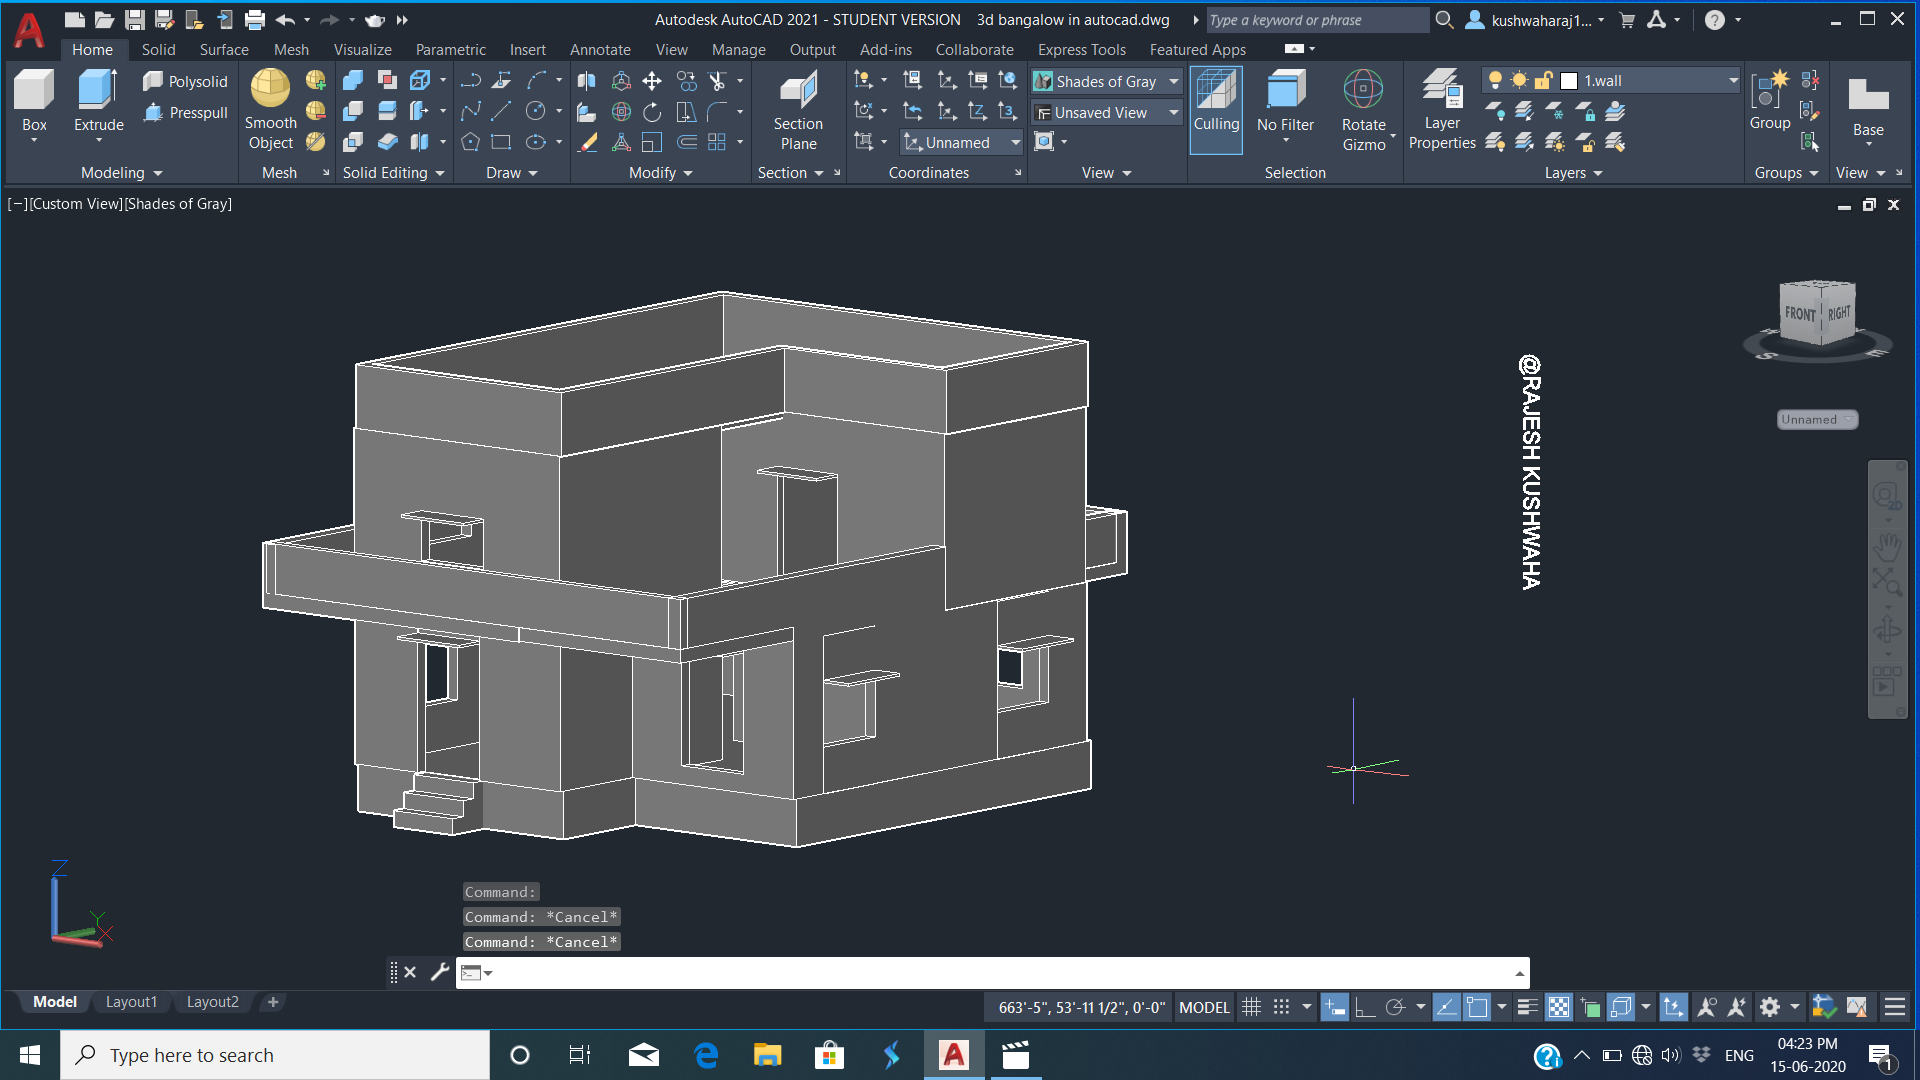 Autodesk AutoCAD 2021 - STUDENT VERSION 3d bangalow in autocad.dwg
Type a keyword or phrase
kushwaharaj1...
Home Solid Surface Mesh Visualize Parametric Insert Annotate View Manage Output Add-ins Collaborate Express Tools Featured Apps
Box
Extrude
Polysolid
Presspull
Modeling
Smooth
Object
Mesh
Solid Editing
Draw
Modify
Section
Plane
Section
Unnamed
Coordinates
Shades of Gray
Unsaved View
View
Culling
No Filter
Rotate
Gizmo
Selection
Layer
Properties
1.wall
Layers
Group
Groups
Base
View
[−][Custom View][Shades of Gray]
FRONT RIGHT
S E
Unnamed
2D
@RAJESH KUSHWAHA
Z
Y
X
Command:
Command: *Cancel*
Command: *Cancel*
Model Layout1 Layout2
663'-5", 53'-11 1/2", 0'-0" MODEL
Type here to search
ENG
04:23 PM
15-06-2020
1